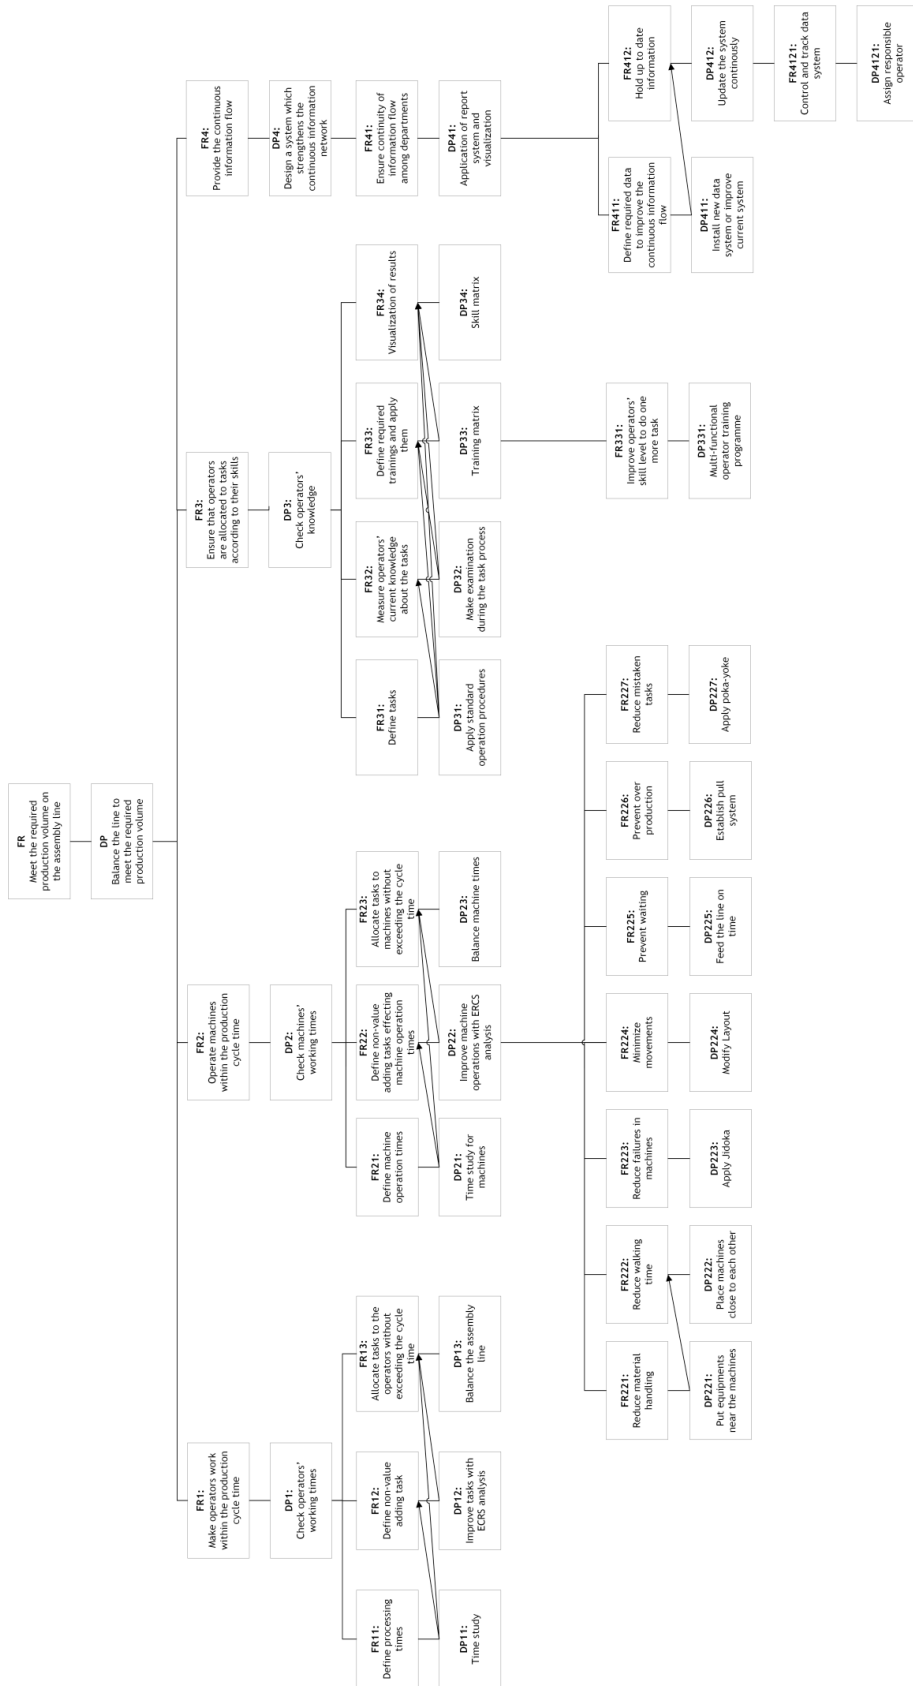 FR
Meet the required
production volume on
the assembly line
DP
Balance the line to
meet the required
production volume
FR1:
Make operators work
within the production
cycle time
DP1:
Check operators'
working times
FR11:
Define processing
times
DP11:
Time study
FR12:
Define non-value
adding task
DP12:
Improve tasks with
ECRS analysis
FR13:
Allocate tasks to the
operators without
exceeding the cycle
time
DP13:
Balance the assembly
line
FR2:
Operate machines
within the production
cycle time
DP2:
Check machines'
working times
FR21:
Define machine
operation times
DP21:
Time study for
machines
FR22:
Define non-value
adding tasks effecting
machine operation
times
DP22:
Improve machine
operations with ERCS
analysis
FR23:
Allocate tasks to
machines without
exceeding the cycle
time
DP23:
Balance machine times
FR221:
Reduce material
handling
DP221:
Put equipments
near the machines
FR222:
Reduce walking
time
DP222:
Place machines
close to each other
FR223:
Reduce failures in
machines
DP223:
Apply Jidoka
FR224:
Minimize
movements
DP224:
Modify Layout
FR225:
Prevent waiting
DP225:
Feed the line on
time
FR226:
Prevent over
production
DP226:
Establish pull
system
FR227:
Reduce mistaken
tasks
DP227:
Apply poka-yoke
FR3:
Ensure that operators
are allocated to tasks
according to their skills
DP3:
Check operators'
knowledge
FR31:
Define tasks
DP31:
Apply standard
operation procedures
FR32:
Measure operators'
current knowledge
about the tasks
DP32:
Make examination
during the task process
FR33:
Define required
trainings and apply
them
DP33:
Training matrix
FR34:
Visualization of results
DP34:
Skill matrix
FR331:
Improve operators'
skill level to do one
more task
DP331:
Multi-functional
operator training
programme
FR4:
Provide the continuous
information flow
DP4:
Design a system which
strengthens the
continuous information
network
FR41:
Ensure continuity of
information flow
among departments
DP41:
Application of report
system and
visualization
FR411:
Define required data
to improve the
continuous information
flow
DP411:
Install new data
system or improve
current system
FR412:
Hold up to date
information
DP412:
Update the system
continously
FR4121:
Control and track data
system
DP4121:
Assign responsible
operator